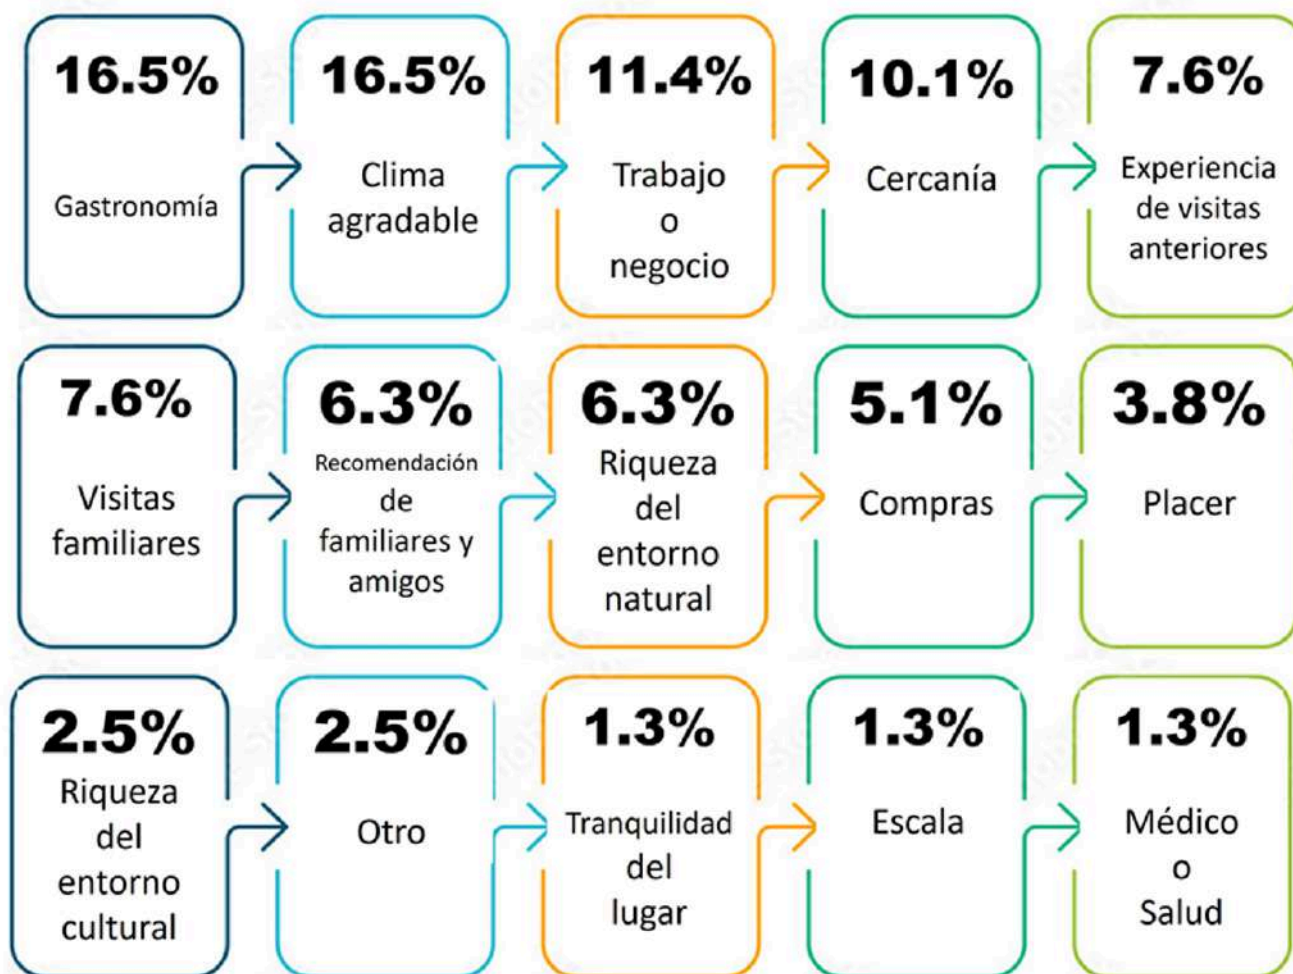 16.5%
Gastronomía
16.5%
Clima
agradable
11.4%
Trabajo
o
negocio
10.1%
Cercanía
7.6%
Experiencia
de visitas
anteriores
7.6%
Visitas
familiares
6.3%
Recomendación
de
familiares y
amigos
6.3%
Riqueza
del
entorno
natural
5.1%
Compras
3.8%
Placer
2.5%
Riqueza
del
entorno
cultural
2.5%
Otro
1.3%
Tranquilidad
del
lugar
1.3%
Escala
1.3%
Médico
o
Salud